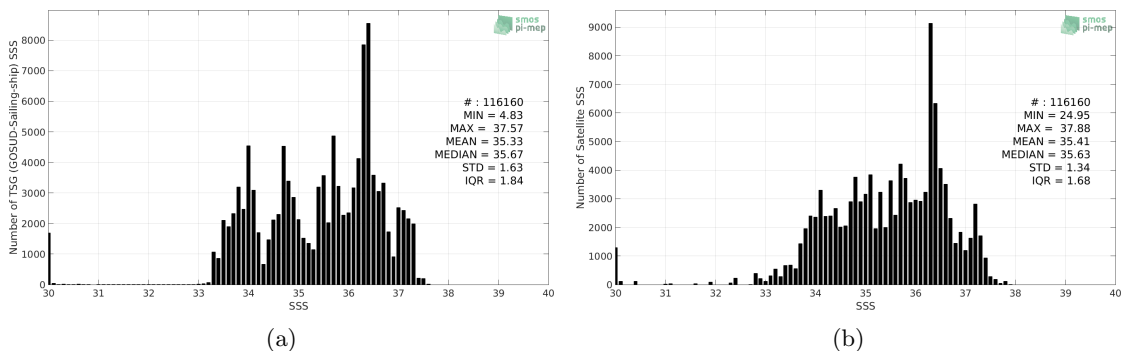 smos
pi-mep
Number of TSG (GOSUD-Sailing-ship) SSS
8000
7000
6000
5000
4000
3000
2000
1000
0
# : 116160
MIN = 4.83
MAX = 37.57
MEAN = 35.33
MEDIAN = 35.67
STD = 1.63
IQR = 1.84
30 31 32 33 34 35 36 37 38 39 40
SSS
(a)
smos
pi-mep
Number of Satellite SSS
9000
8000
7000
6000
5000
4000
3000
2000
1000
0
# : 116160
MIN = 24.95
MAX = 37.88
MEAN = 35.41
MEDIAN = 35.63
STD = 1.34
IQR = 1.68
30 31 32 33 34 35 36 37 38 39 40
SSS
(b)